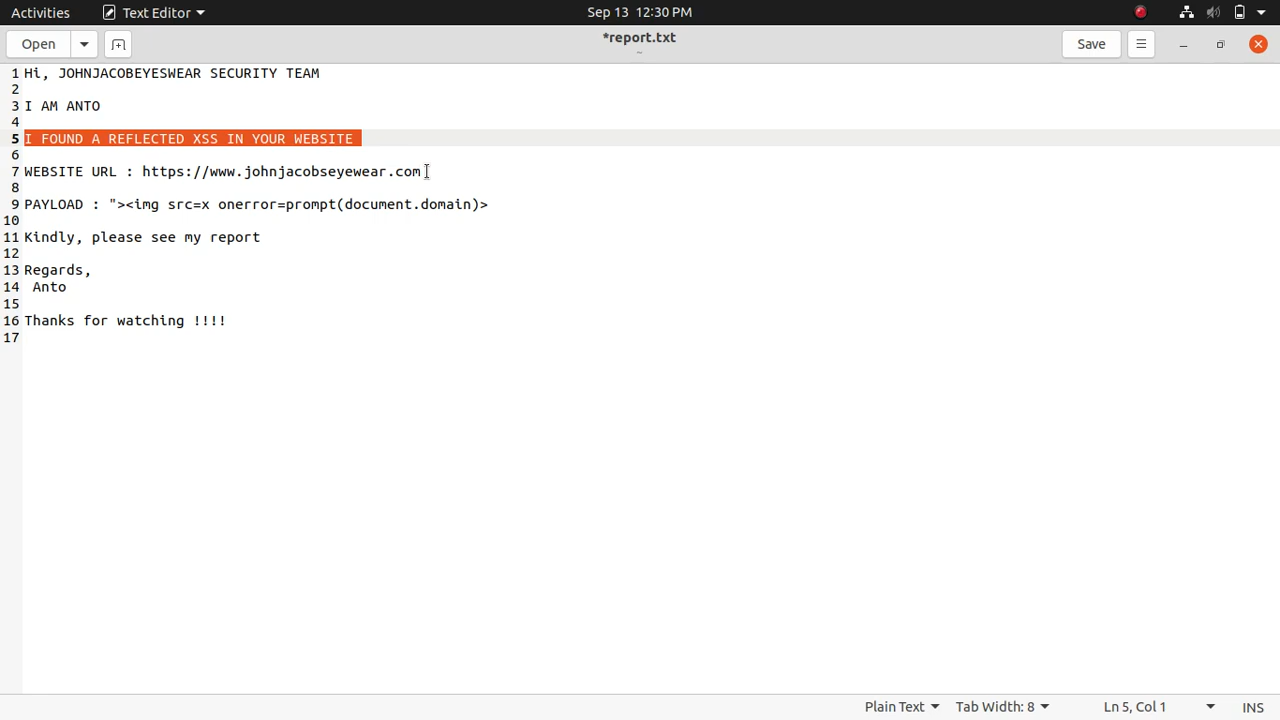 Activities Text Editor Sep 13 12:30 PM
Open *report.txt Save
~
1 Hi, JOHNJACOBEYESWEAR SECURITY TEAM
2
3 I AM ANTO
4
5 I FOUND A REFLECTED XSS IN YOUR WEBSITE
6
7 WEBSITE URL : https://www.johnjacobseyewear.com
8
9 PAYLOAD : "><img src=x onerror=prompt(document.domain)>
10
11 Kindly, please see my report
12
13 Regards,
14 Anto
15
16 Thanks for watching !!!!
17
Plain Text Tab Width: 8 Ln 5, Col 1 INS